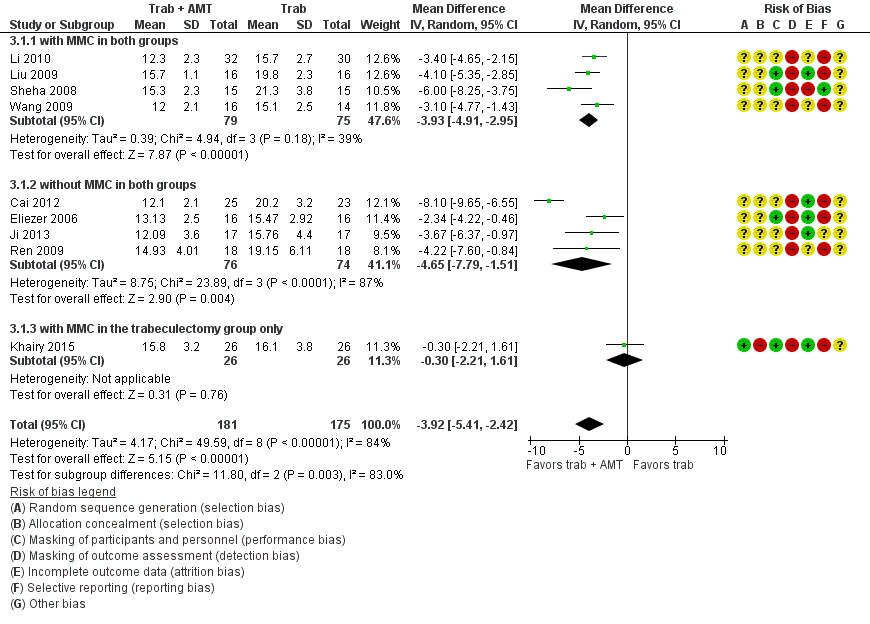 Trab + AMT Trab Mean Difference Mean Difference Risk of Bias
Study or Subgroup Mean SD Total Mean SD Total Weight IV, Random, 95% CI IV, Random, 95% CI A B C D E F G
3.1.1 with MMC in both groups
Li 2010 12.3 2.3 32 15.7 2.7 30 12.6% -3.40 [-4.65, -2.15] ? ? ? − ? − ?
Liu 2009 15.7 1.1 16 19.8 2.3 16 12.6% -4.10 [-5.35, -2.85] ? ? + − + − ?
Sheha 2008 15.3 2.3 15 21.3 3.8 15 10.5% -6.00 [-8.25, -3.75] ? ? + − − + ?
Wang 2009 12 2.1 16 15.1 2.5 14 11.8% -3.10 [-4.77, -1.43] ? ? ? − ? − ?
Subtotal (95% CI) 79 75 47.6% -3.93 [-4.91, -2.95]
Heterogeneity: Tau² = 0.39; Chi² = 4.94, df = 3 (P = 0.18); I² = 39%
Test for overall effect: Z = 7.87 (P < 0.00001)
3.1.2 without MMC in both groups
Cai 2012 12.1 2.1 25 20.2 3.2 23 12.1% -8.10 [-9.65, -6.55] ? ? ? − + − ?
Eliezer 2006 13.13 2.5 16 15.47 2.92 16 11.4% -2.34 [-4.22, -0.46] ? ? + − + − ?
Ji 2013 12.09 3.6 17 15.76 4.4 17 9.5% -3.67 [-6.37, -0.97] ? ? ? − + ? ?
Ren 2009 14.93 4.01 18 19.15 6.11 18 8.1% -4.22 [-7.60, -0.84] ? ? ? − ? − ?
Subtotal (95% CI) 76 74 41.1% -4.65 [-7.79, -1.51]
Heterogeneity: Tau² = 8.75; Chi² = 23.89, df = 3 (P < 0.0001); I² = 87%
Test for overall effect: Z = 2.90 (P = 0.004)
3.1.3 with MMC in the trabeculectomy group only
Khairy 2015 15.8 3.2 26 16.1 3.8 26 11.3% -0.30 [-2.21, 1.61] + − + − + − ?
Subtotal (95% CI) 26 26 11.3% -0.30 [-2.21, 1.61]
Heterogeneity: Not applicable
Test for overall effect: Z = 0.31 (P = 0.76)
Total (95% CI) 181 175 100.0% -3.92 [-5.41, -2.42]
Heterogeneity: Tau² = 4.17; Chi² = 49.59, df = 8 (P < 0.00001); I² = 84%
Test for overall effect: Z = 5.15 (P < 0.00001)
Test for subgroup differences: Chi² = 11.80, df = 2 (P = 0.003), I² = 83.0%
-10 -5 0 5 10
Favors trab + AMT Favors trab
Risk of bias legend
(A) Random sequence generation (selection bias)
(B) Allocation concealment (selection bias)
(C) Masking of participants and personnel (performance bias)
(D) Masking of outcome assessment (detection bias)
(E) Incomplete outcome data (attrition bias)
(F) Selective reporting (reporting bias)
(G) Other bias